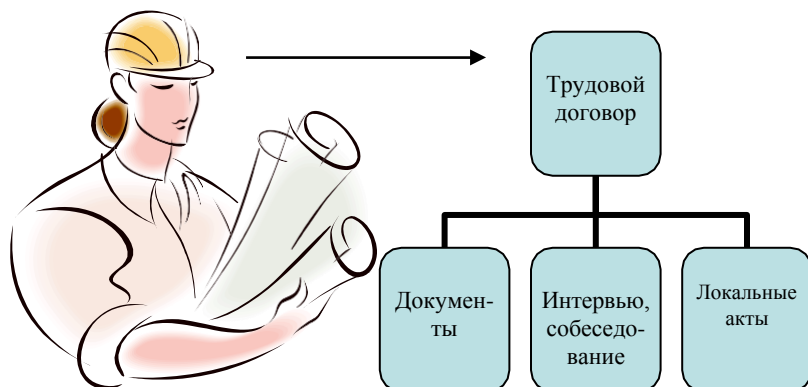 Трудовой
договор
Докумен-
ты
Интервью,
собеседо-
вание
Локальные
акты